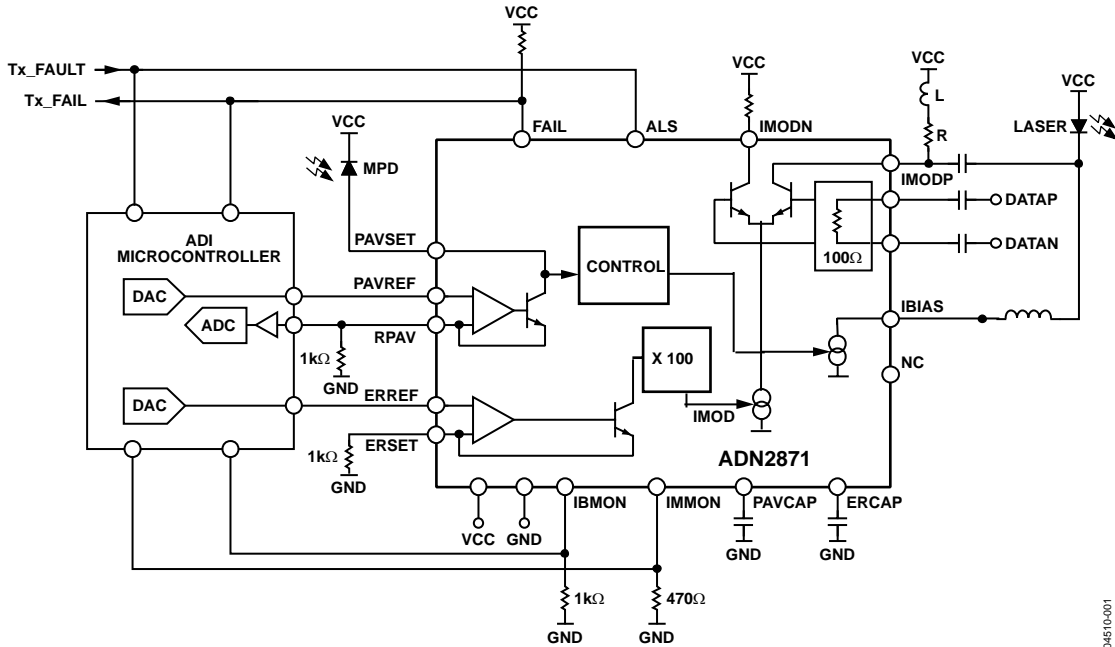 VCC
Tx_FAULT
Tx_FAIL
VCC
VCC
VCC
L
R
LASER
VCC
MPD
FAIL
ALS
IMODN
IMODP
DATAP
DATAN
100Ω
ADI
MICROCONTROLLER
PAVSET
CONTROL
DAC
PAVREF
ADC
RPAV
IBIAS
1kΩ
GND
X 100
NC
DAC
ERREF
IMOD
1kΩ
GND
ERSET
ADN2871
VCC
GND
IBMON
IMMON
PAVCAP
ERCAP
GND
GND
1kΩ
470Ω
GND
GND
04510-001